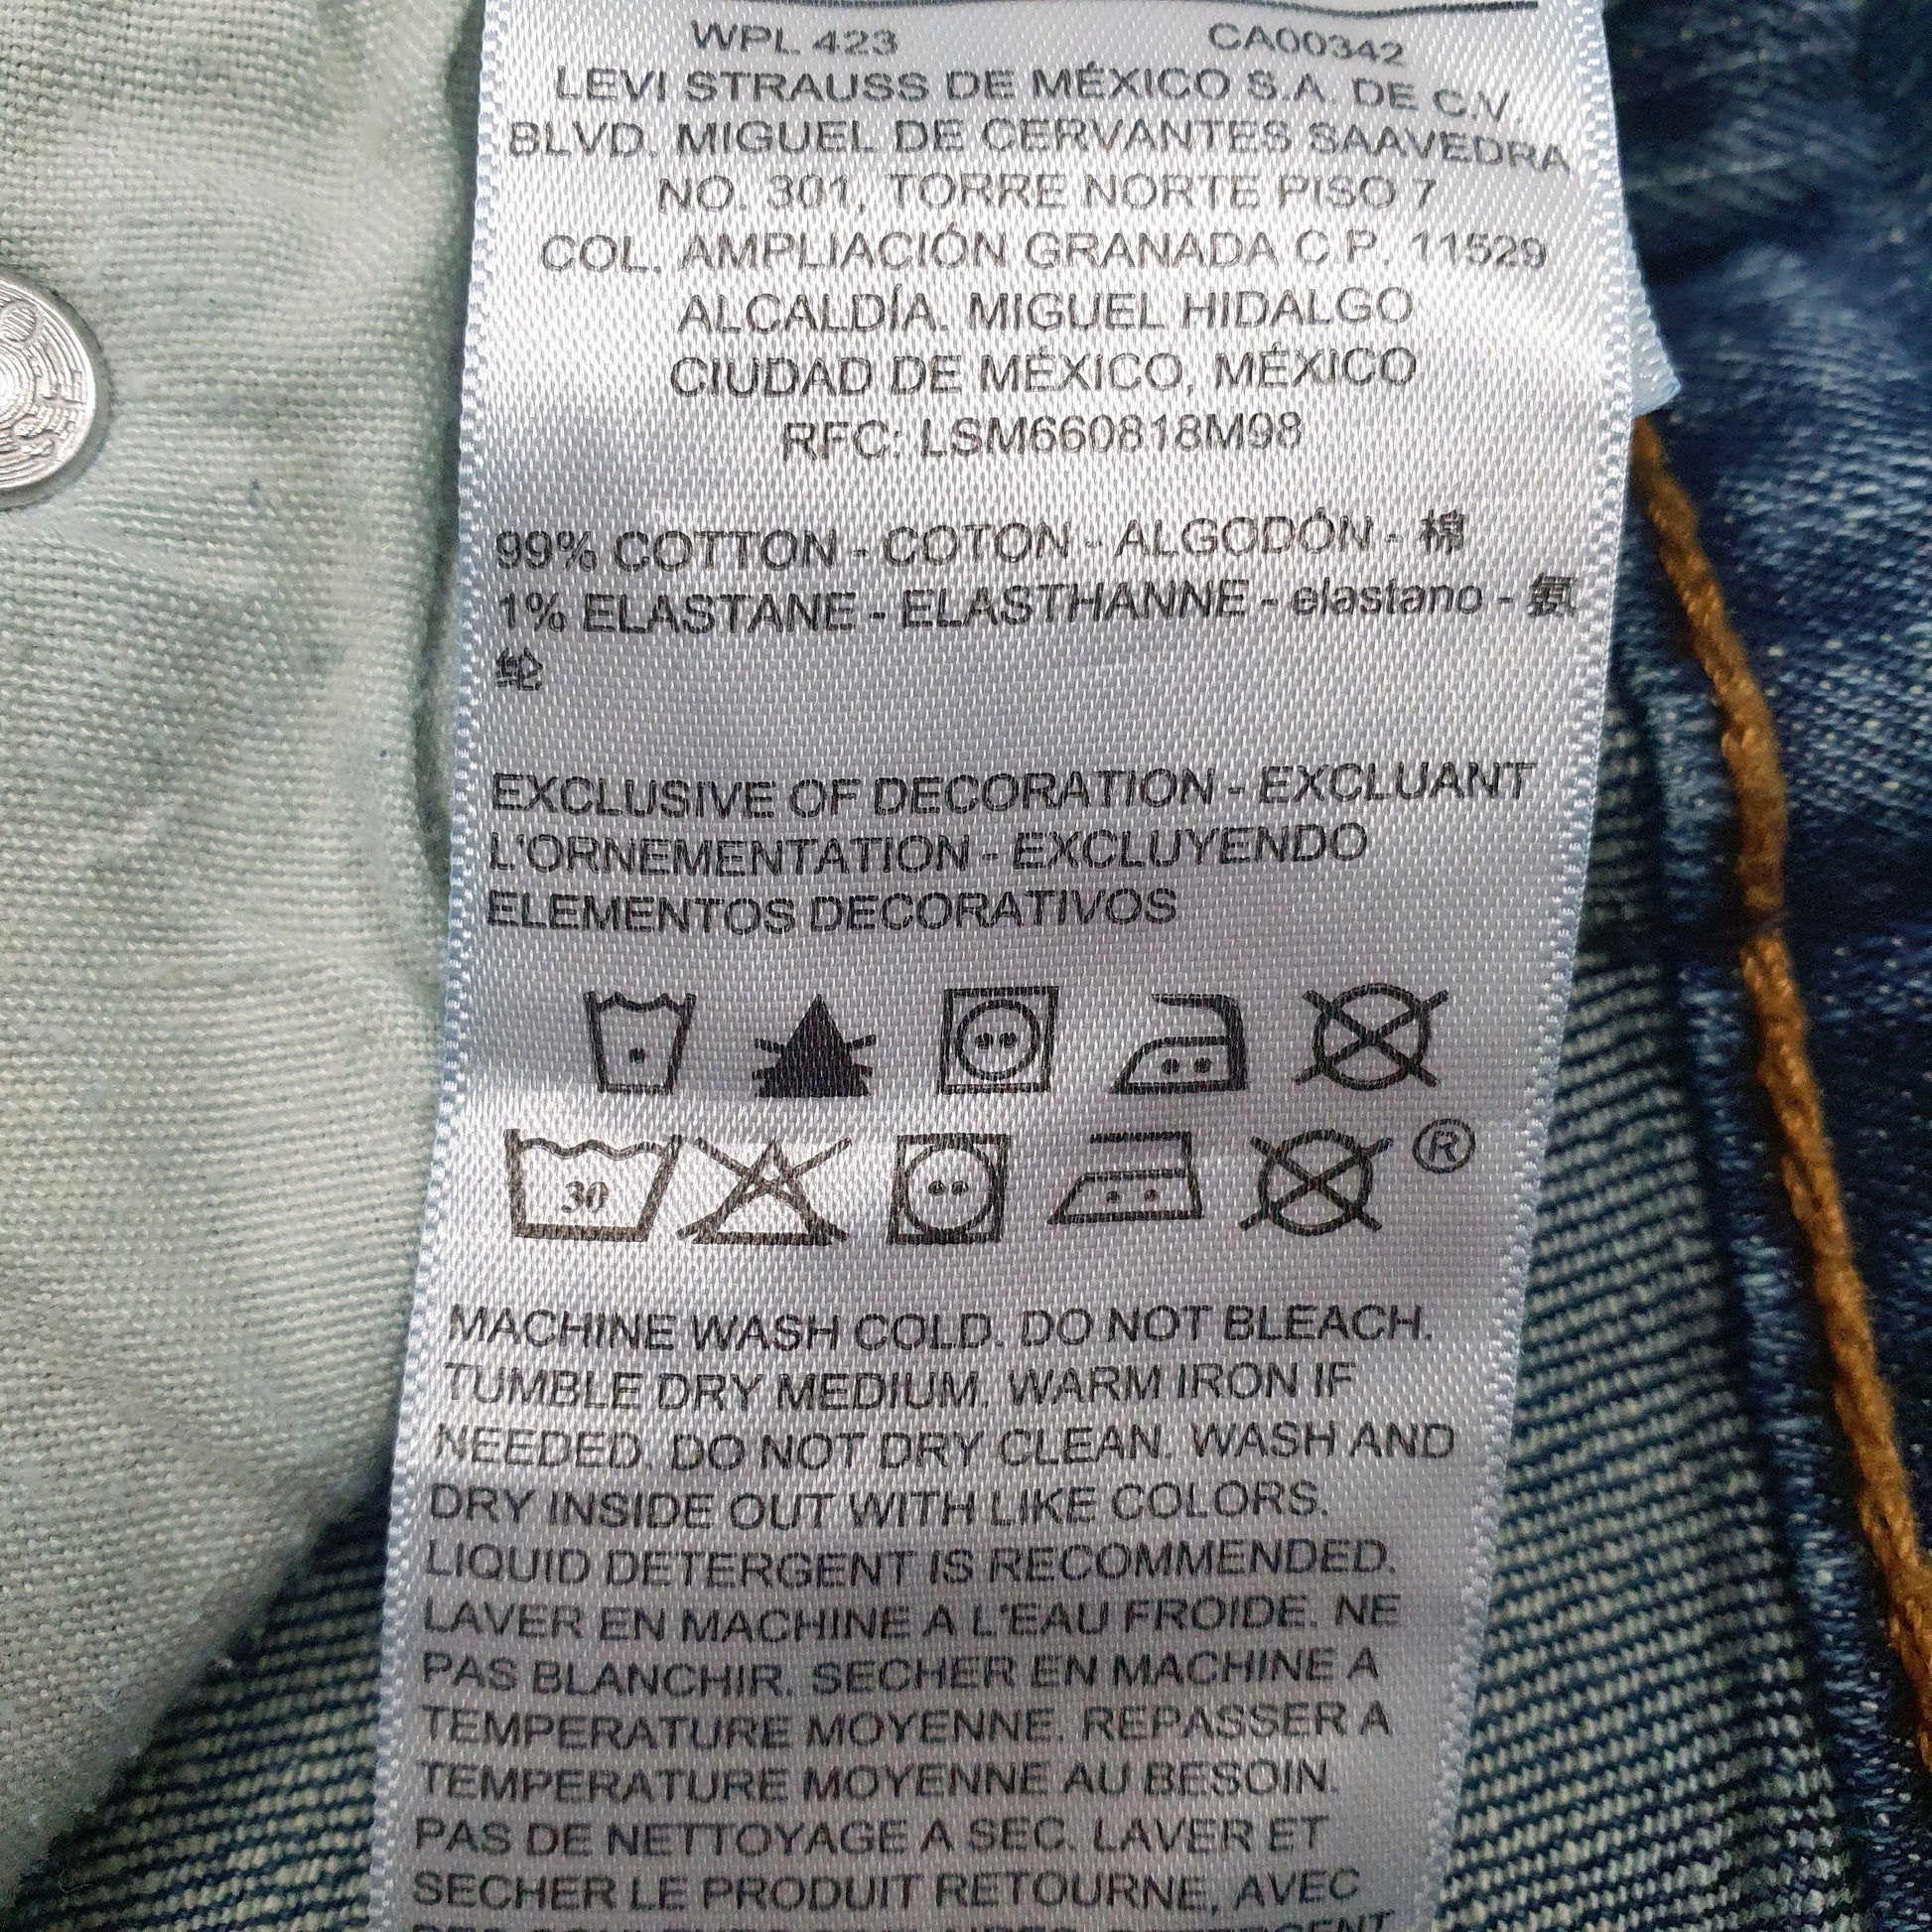 WPL 423 CA00342
LEVI STRAUSS DE MÉXICO S.A. DE C.V.
BLVD. MIGUEL DE CERVANTES SAAVEDRA
NO. 301, TORRE NORTE PISO 7
COL. AMPLIACIÓN GRANADA C.P. 11529
ALCALDÍA. MIGUEL HIDALGO
CIUDAD DE MÉXICO, MÉXICO
RFC: LSM660818M98
99% COTTON - COTON - ALGODÓN - 棉
1% ELASTANE - ELASTHANNE - elastano - 氨
纶
EXCLUSIVE OF DECORATION - EXCLUANT
L'ORNEMENTATION - EXCLUYENDO
ELEMENTOS DECORATIVOS
30 ®
MACHINE WASH COLD. DO NOT BLEACH.
TUMBLE DRY MEDIUM. WARM IRON IF
NEEDED. DO NOT DRY CLEAN. WASH AND
DRY INSIDE OUT WITH LIKE COLORS.
LIQUID DETERGENT IS RECOMMENDED.
LAVER EN MACHINE A L'EAU FROIDE. NE
PAS BLANCHIR. SECHER EN MACHINE A
TEMPERATURE MOYENNE. REPASSER A
TEMPERATURE MOYENNE AU BESOIN.
PAS DE NETTOYAGE A SEC. LAVER ET
SECHER LE PRODUIT RETOURNE, AVEC